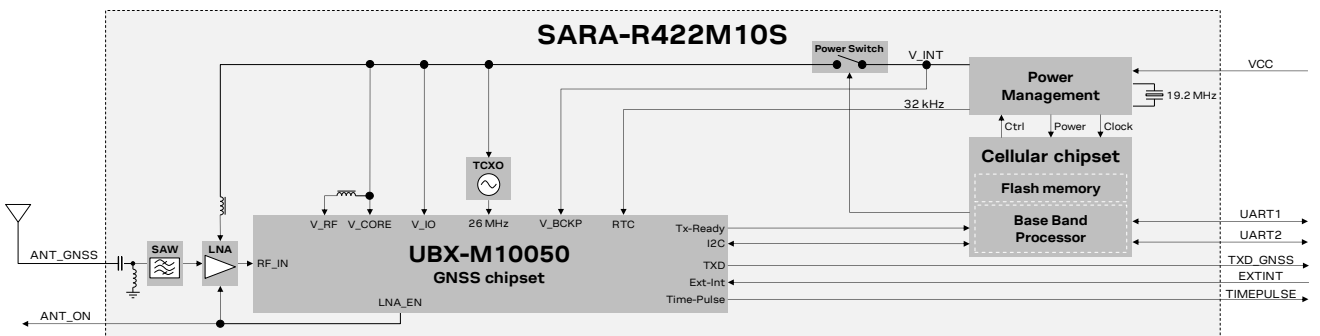 SARA-R422M10S
Power Switch
V_INT
Power
Management
VCC
19.2 MHz
32 kHz
Ctrl
Power
Clock
Cellular chipset
Flash memory
Base Band
Processor
TCXO
V_RF
V_CORE
V_IO
26 MHz
V_BCKP
RTC
UBX-M10050
GNSS chipset
Tx-Ready
I2C
TXD
Ext-Int
Time-Pulse
LNA_EN
RF_IN
ANT_GNSS
SAW
LNA
ANT_ON
UART1
UART2
TXD_GNSS
EXTINT
TIMEPULSE